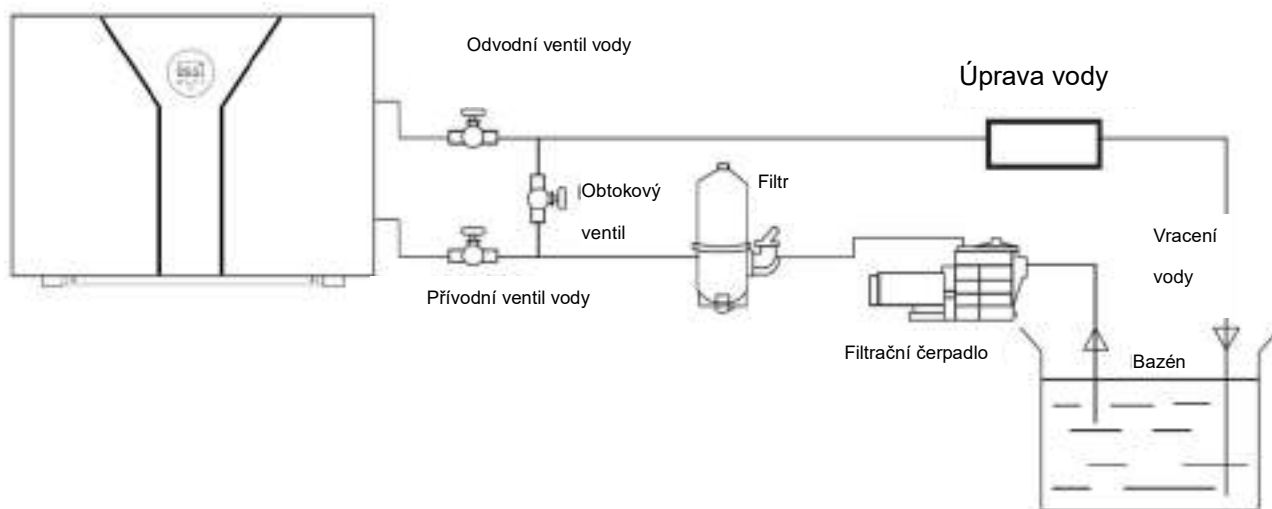 Odvodní ventil vody
Úprava vody
Obtokový
ventil
Filtr
Vracení
vody
Přívodní ventil vody
Filtrační čerpadlo
Bazén